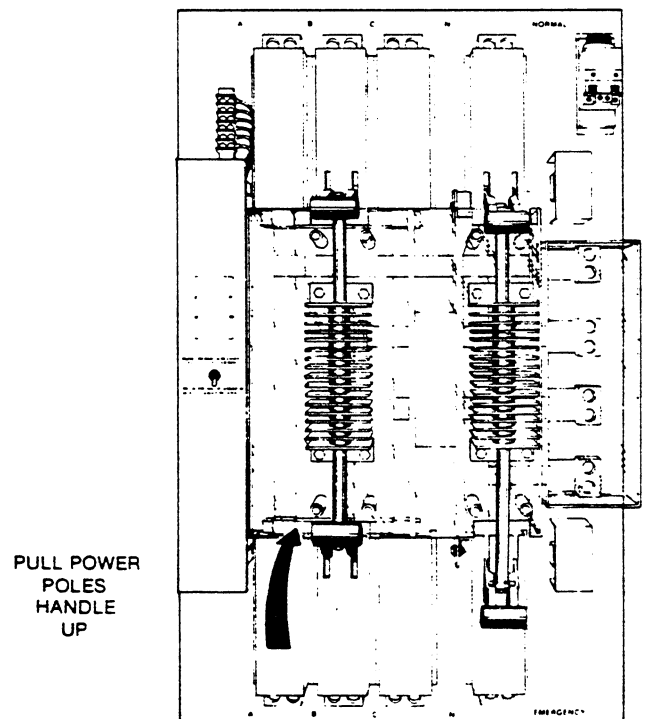 A B C N NORMAL
PULL POWER
POLES
HANDLE
UP
A B C N EMERGENCY